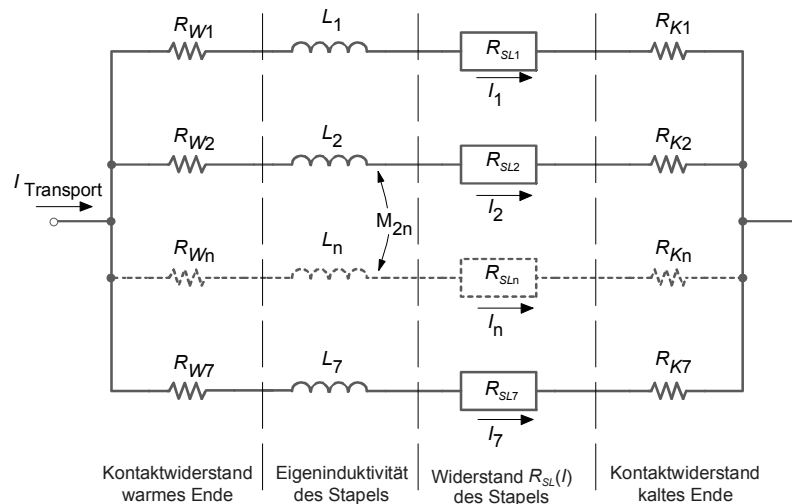 R_W1 L_1 R_SL1 R_K1
I_1
R_W2 L_2 R_SL2 R_K2
I_Transport
M_2n
I_2
R_Wn L_n R_SLn R_Kn
I_n
R_W7 L_7 R_SL7 R_K7
I_7
Kontaktwiderstand Eigeninduktivität Widerstand R_SL(I) Kontaktwiderstand
warmes Ende des Stapels des Stapels kaltes Ende